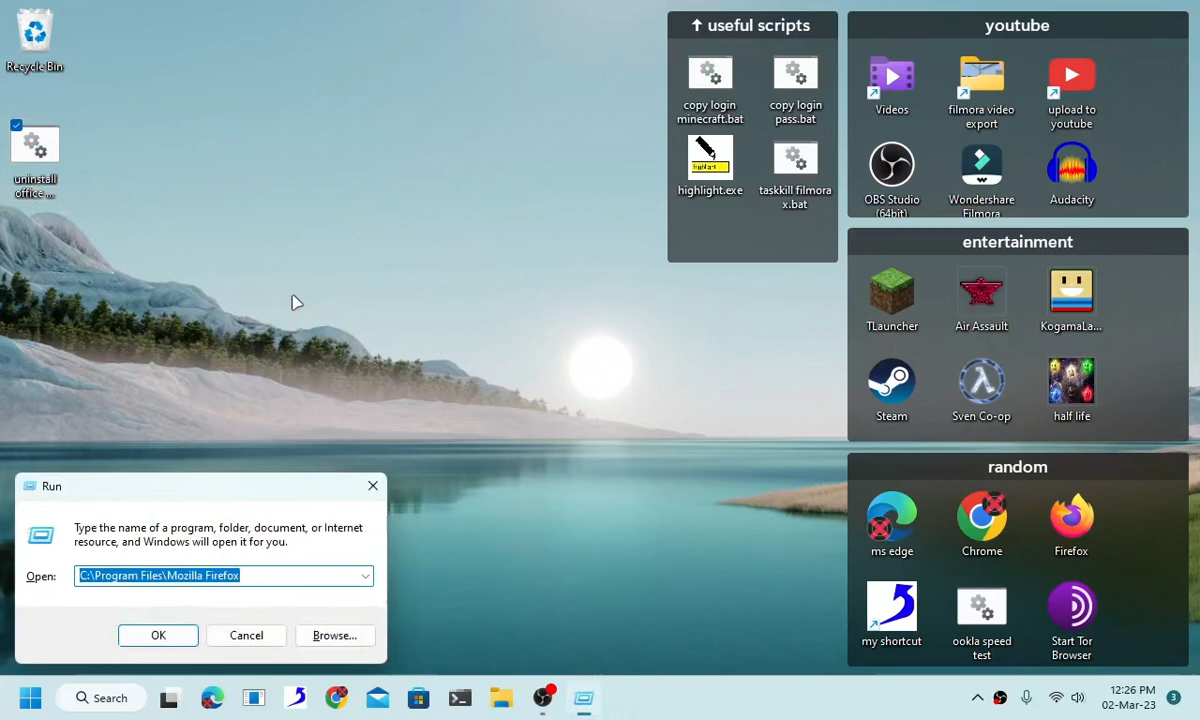 Recycle Bin
uninstall
office ...
useful scripts
copy login
minecraft.bat
copy login
pass.bat
highlight
highlight.exe
taskkill filmora
x.bat
youtube
Videos
filmora video
export
upload to
youtube
OBS Studio
(64bit)
Wondershare
Filmora
Audacity
entertainment
TLauncher
Air Assault
KogamaLa...
Steam
Sven Co-op
half life
random
ms edge
Chrome
Firefox
my shortcut
ookla speed
test
Start Tor
Browser
Run
Type the name of a program, folder, document, or Internet
resource, and Windows will open it for you.
Open:
C:\Program Files\Mozilla Firefox
OK
Cancel
Browse...
Search
12:26 PM
02-Mar-23
3